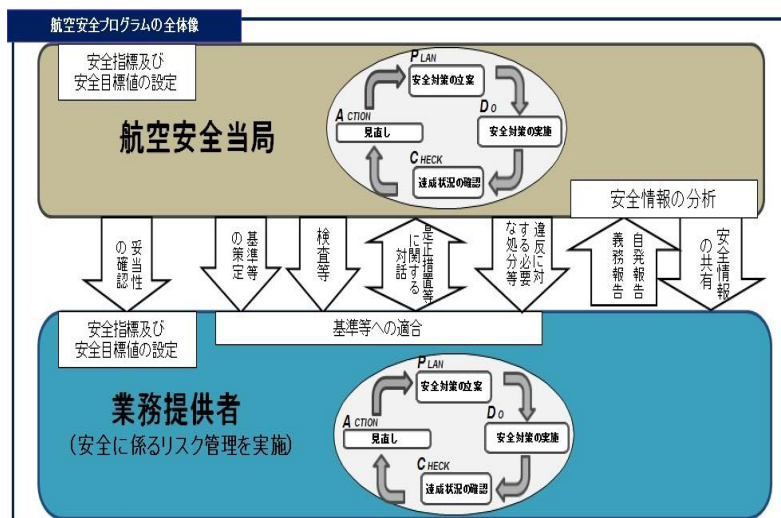 航空安全プログラムの全体像
安全指標及び
安全目標値の設定
航空安全当局
PLAN
安全対策の立案
DO
安全対策の実施
CHECK
達成状況の確認
ACTION
見直し
安全情報の分析
妥当性
の確認
基準等
の策定
検査等
是正措置等
に関する
対話
違反に対
する必要
な処分等
義務報告
自発報告
安全情報
の共有
安全指標及び
安全目標値の設定
基準等への適合
業務提供者
(安全に係るリスク管理を実施)
PLAN
安全対策の立案
DO
安全対策の実施
CHECK
達成状況の確認
ACTION
見直し